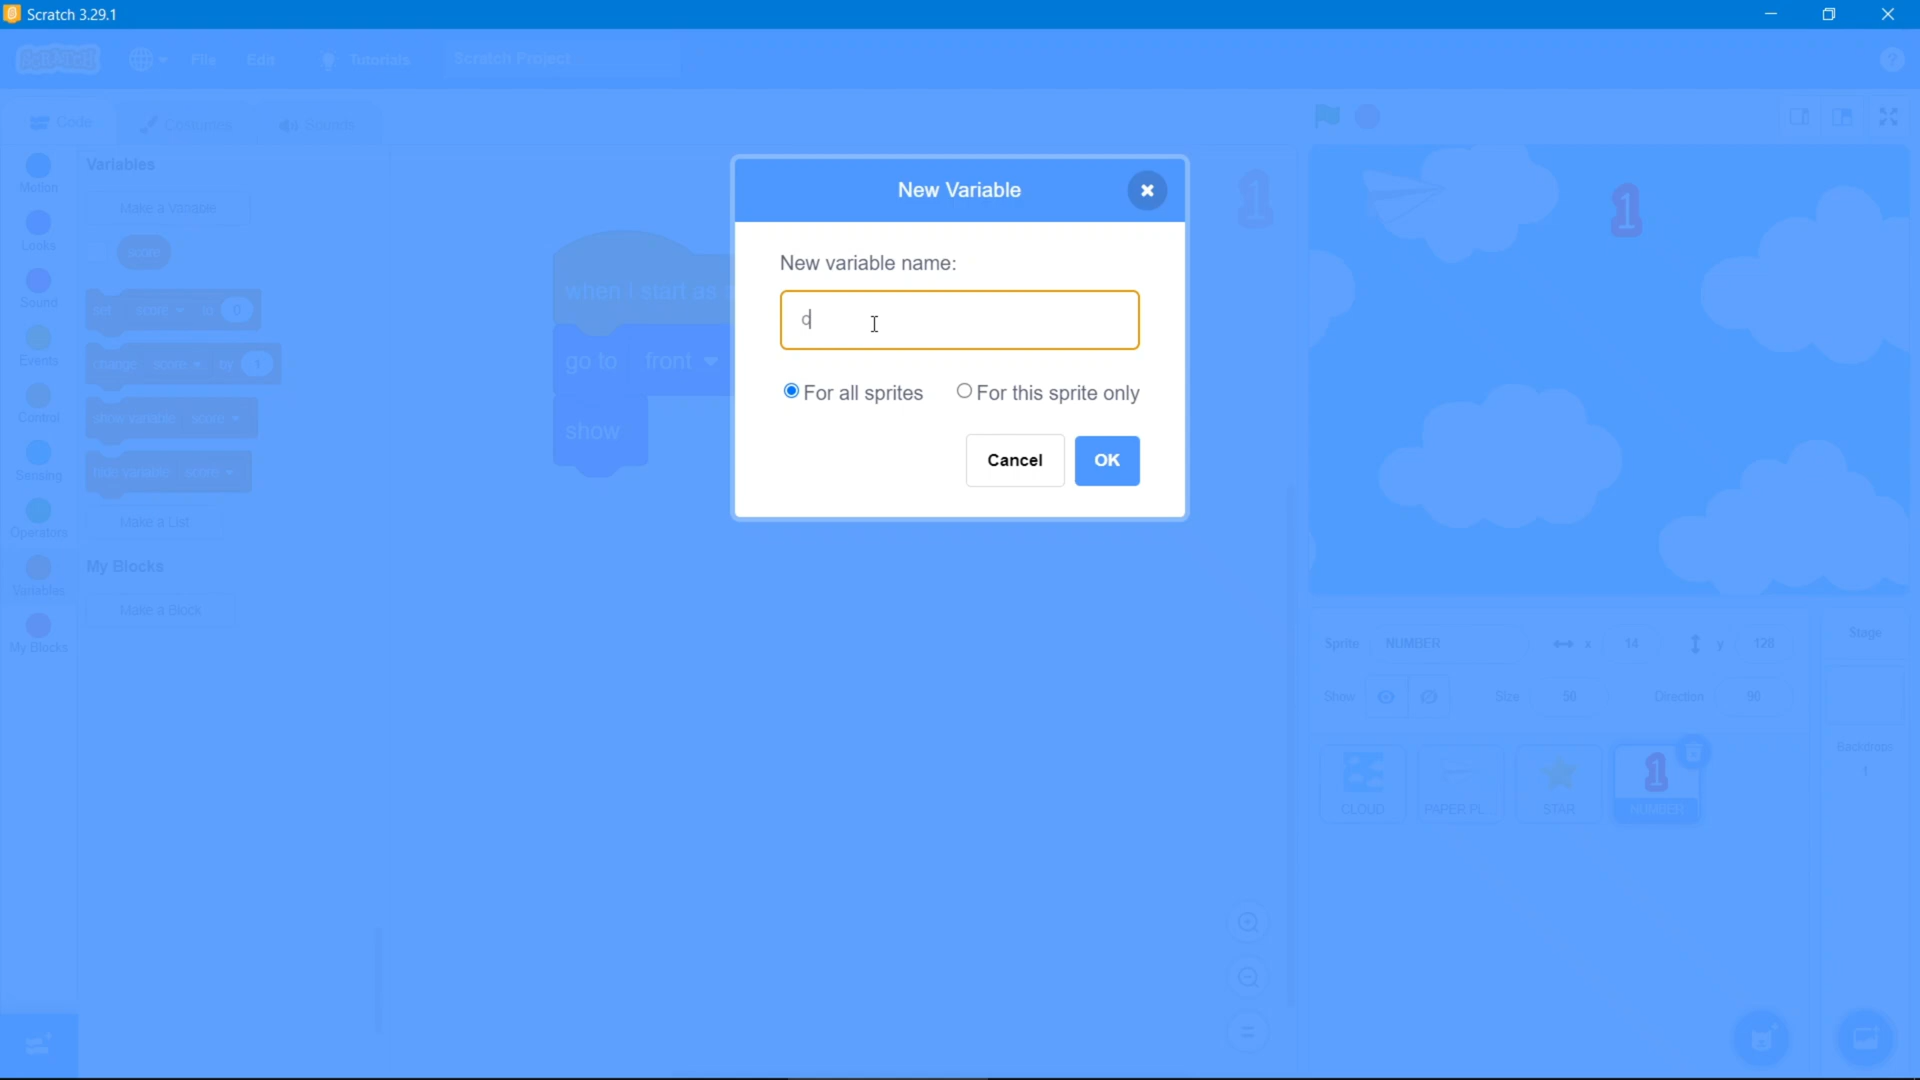 Scratch 3.29.1
SCRATCH File Edit Tutorials Scratch Project ?
Code Costumes Sounds
Motion
Looks
Sound
Events
Control
Sensing
Operators
Variables
My Blocks
Variables
Make a Variable
score
set score to 0
change score by 1
show variable score
hide variable score
Make a List
My Blocks
Make a Block
when I start as
go to front
show
1
New Variable
New variable name:
d
For all sprites For this sprite only
Cancel OK
1
Sprite NUMBER x 14 y 128
Show Size 50 Direction 90
CLOUD PAPER PL... STAR 1 NUMBER
Stage
Backdrops
1